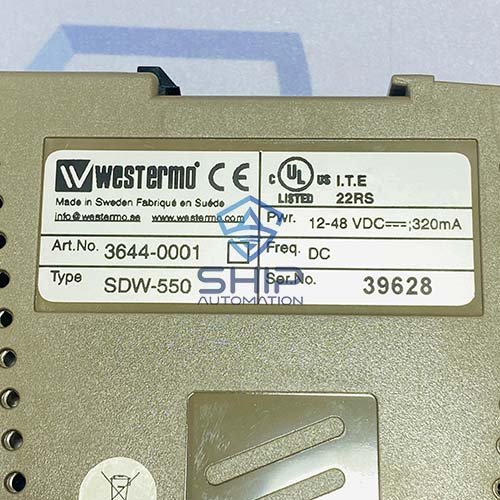 Westermo CE
Made in Sweden Fabriqué en Suéde
info@westermo.se www.westermo.com
Art.No. 3644-0001
Type SDW-550
c UL US I.T.E
LISTED 22RS
Pwr. 12-48 VDC⎓;320mA
Freq. DC
Ser.No. 39628
SHIP
AUTOMATION